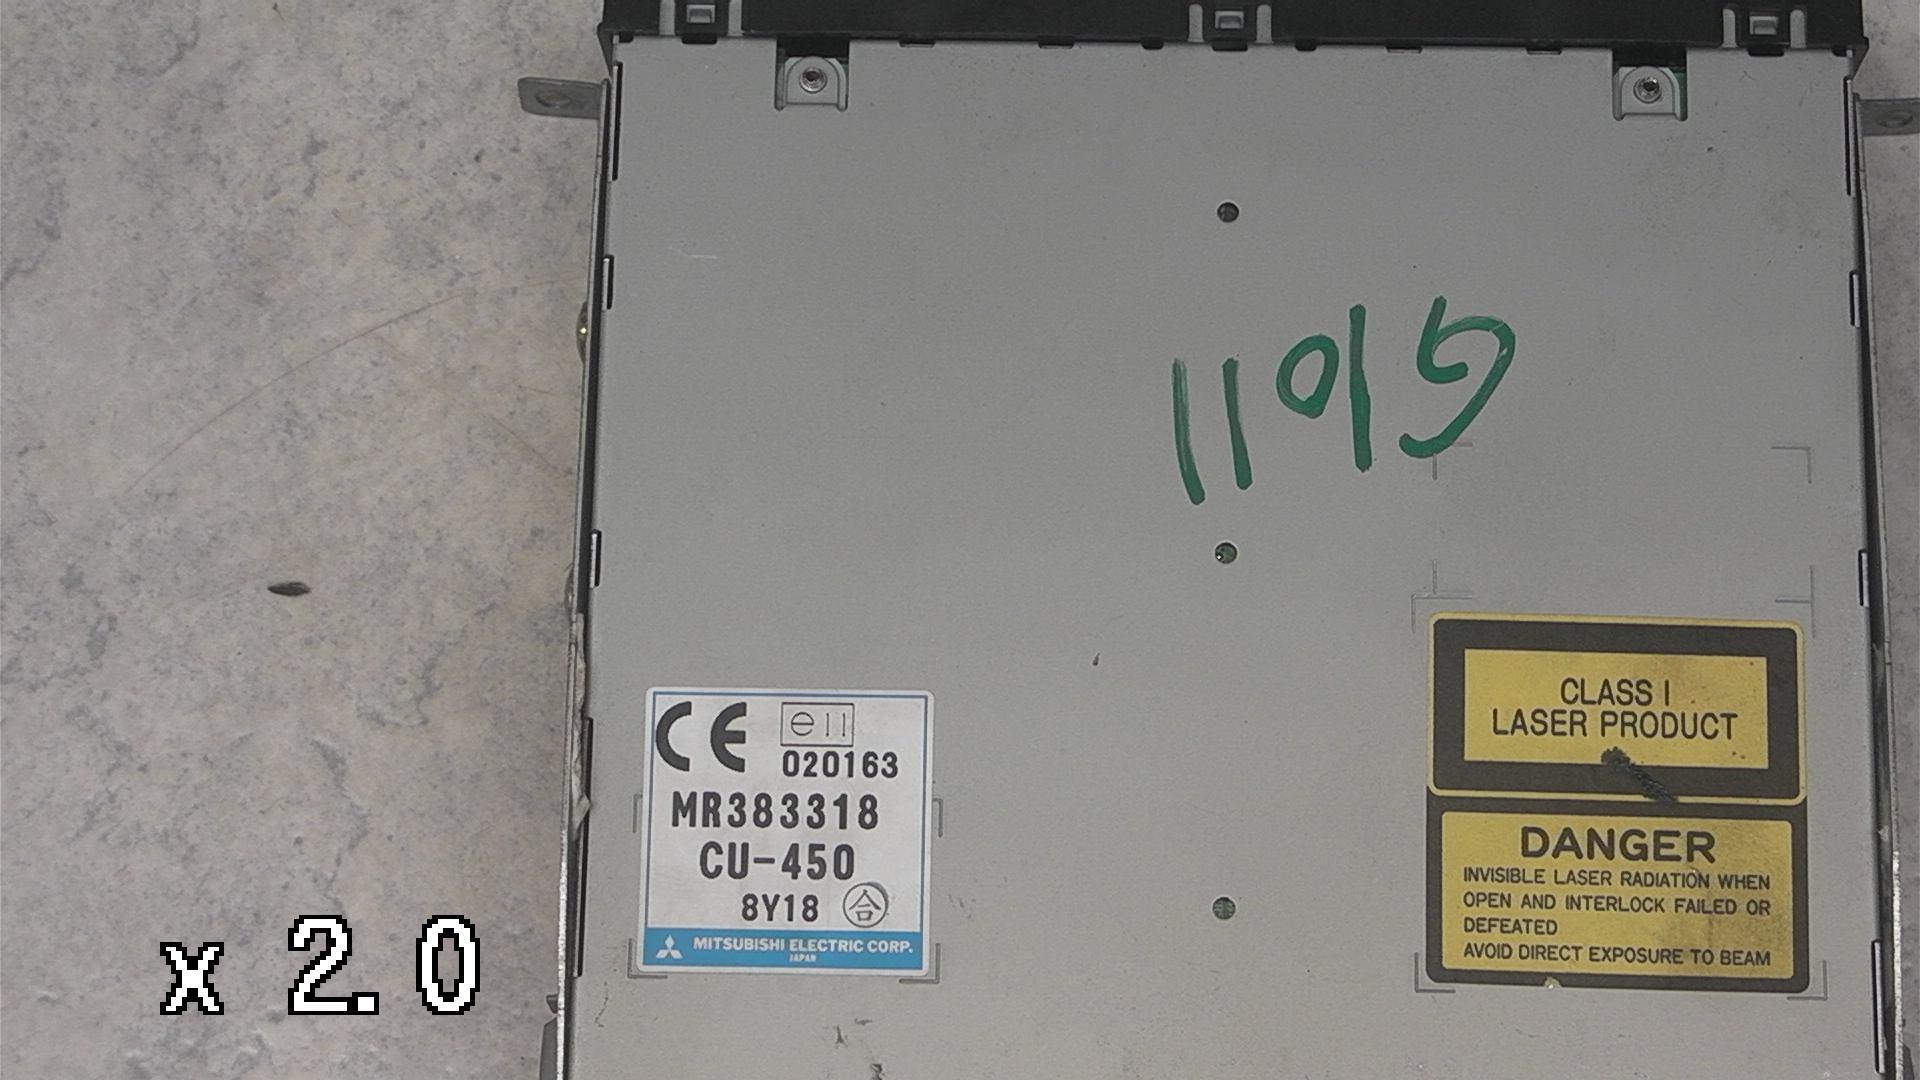 11015
CE e11
020163
MR383318
CU-450
8Y18 合
MITSUBISHI ELECTRIC CORP.
JAPAN
CLASS I
LASER PRODUCT
DANGER
INVISIBLE LASER RADIATION WHEN
OPEN AND INTERLOCK FAILED OR
DEFEATED
AVOID DIRECT EXPOSURE TO BEAM
x 2.0